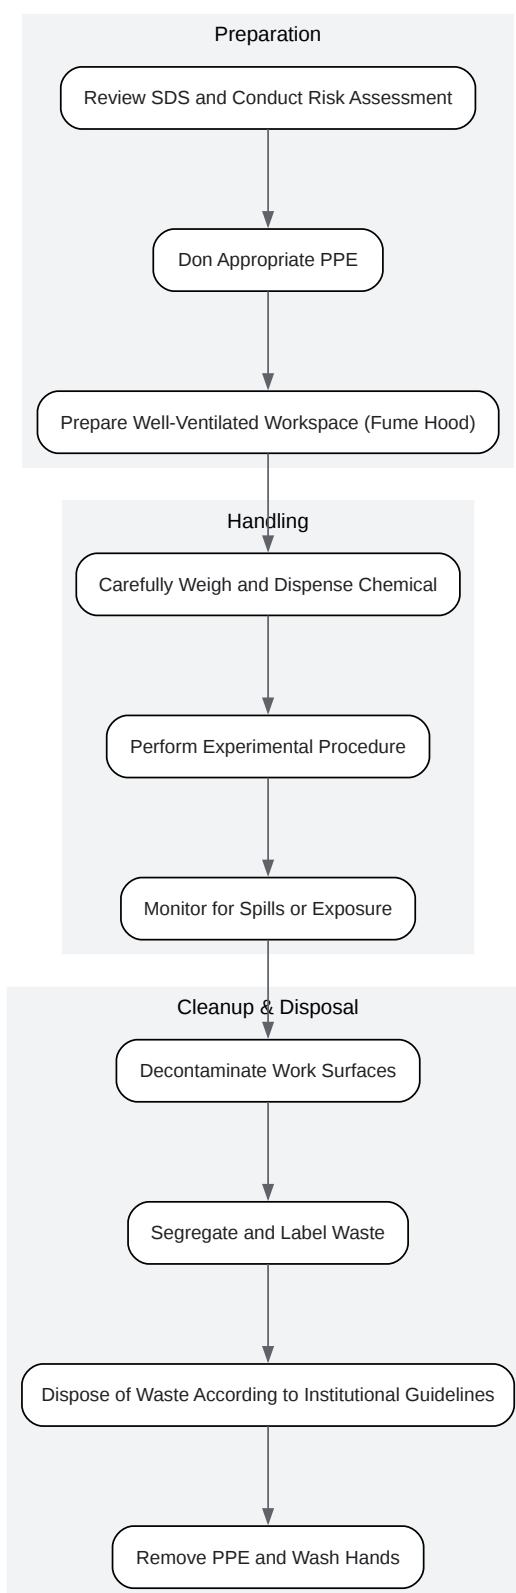 Preparation
Review SDS and Conduct Risk Assessment
Don Appropriate PPE
Prepare Well-Ventilated Workspace (Fume Hood)
Handling
Carefully Weigh and Dispense Chemical
Perform Experimental Procedure
Monitor for Spills or Exposure
Cleanup & Disposal
Decontaminate Work Surfaces
Segregate and Label Waste
Dispose of Waste According to Institutional Guidelines
Remove PPE and Wash Hands